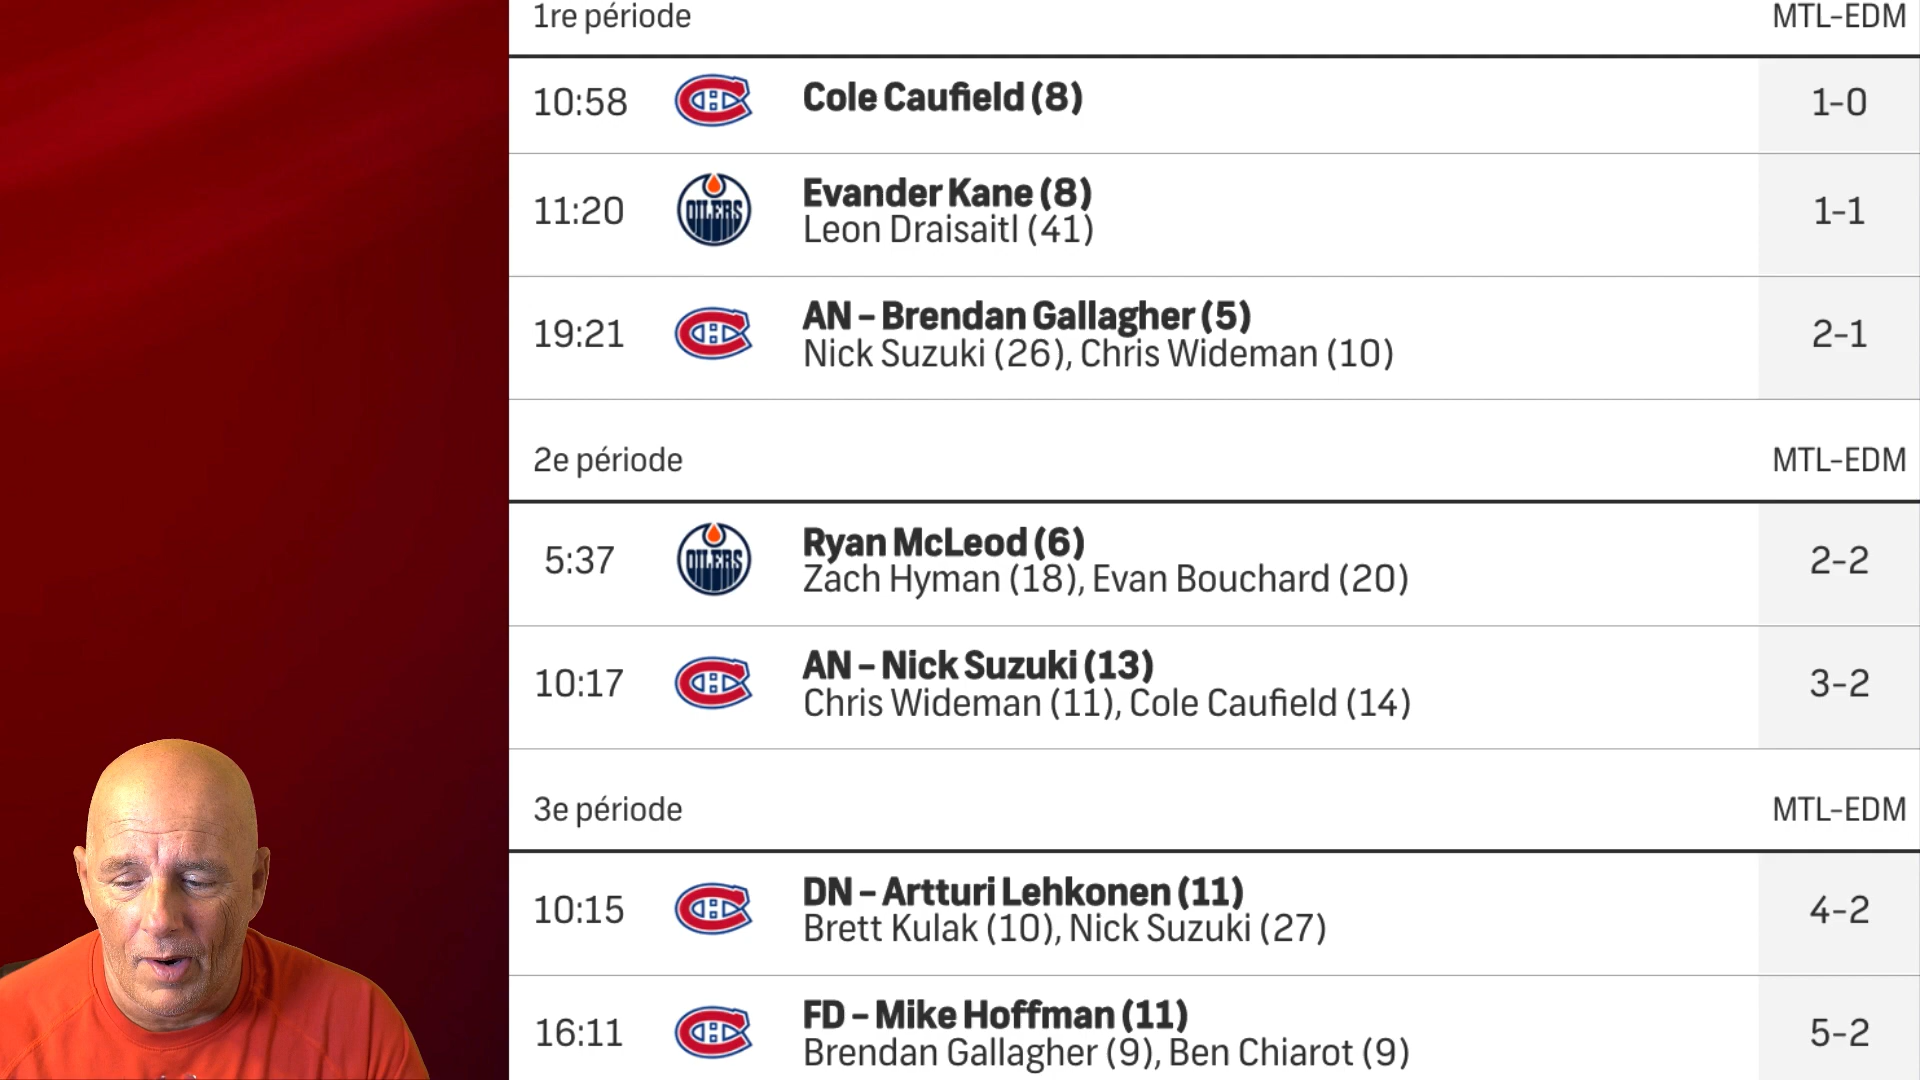 1re période MTL-EDM
10:58 Cole Caufield (8) 1-0
11:20 OILERS Evander Kane (8) 1-1
Leon Draisaitl (41)
19:21 AN – Brendan Gallagher (5) 2-1
Nick Suzuki (26), Chris Wideman (10)
2e période MTL-EDM
5:37 OILERS Ryan McLeod (6) 2-2
Zach Hyman (18), Evan Bouchard (20)
10:17 AN – Nick Suzuki (13) 3-2
Chris Wideman (11), Cole Caufield (14)
3e période MTL-EDM
10:15 DN – Artturi Lehkonen (11) 4-2
Brett Kulak (10), Nick Suzuki (27)
16:11 FD – Mike Hoffman (11) 5-2
Brendan Gallagher (9), Ben Chiarot (9)